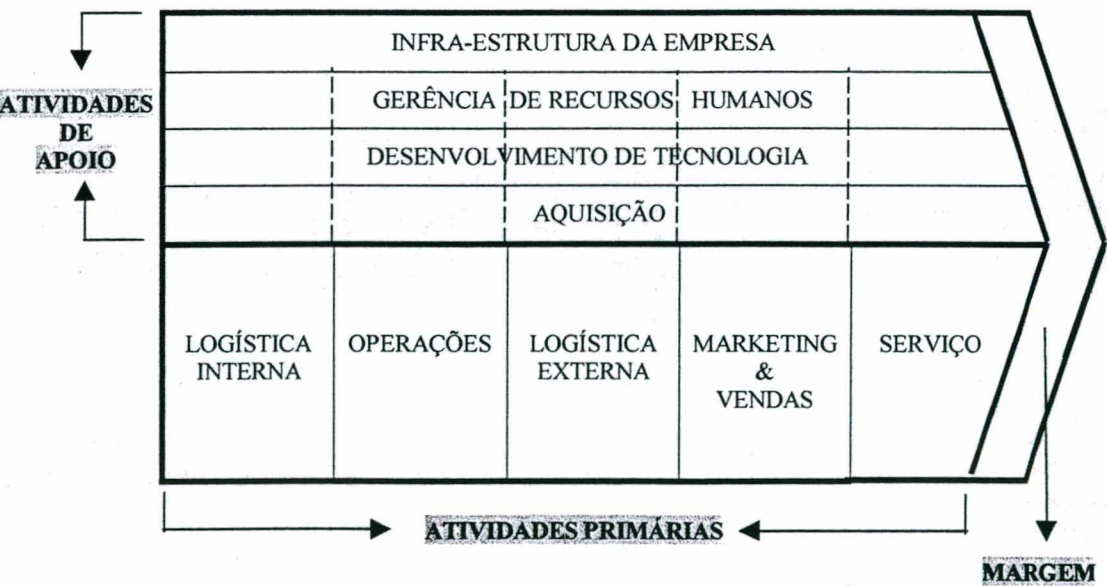 INFRA-ESTRUTURA DA EMPRESA
GERÊNCIA DE RECURSOS HUMANOS
DESENVOLVIMENTO DE TECNOLOGIA
AQUISIÇÃO
ATIVIDADES
DE
APOIO
LOGÍSTICA
INTERNA
OPERAÇÕES
LOGÍSTICA
EXTERNA
MARKETING
&
VENDAS
SERVIÇO
ATIVIDADES PRIMÁRIAS
MARGEM